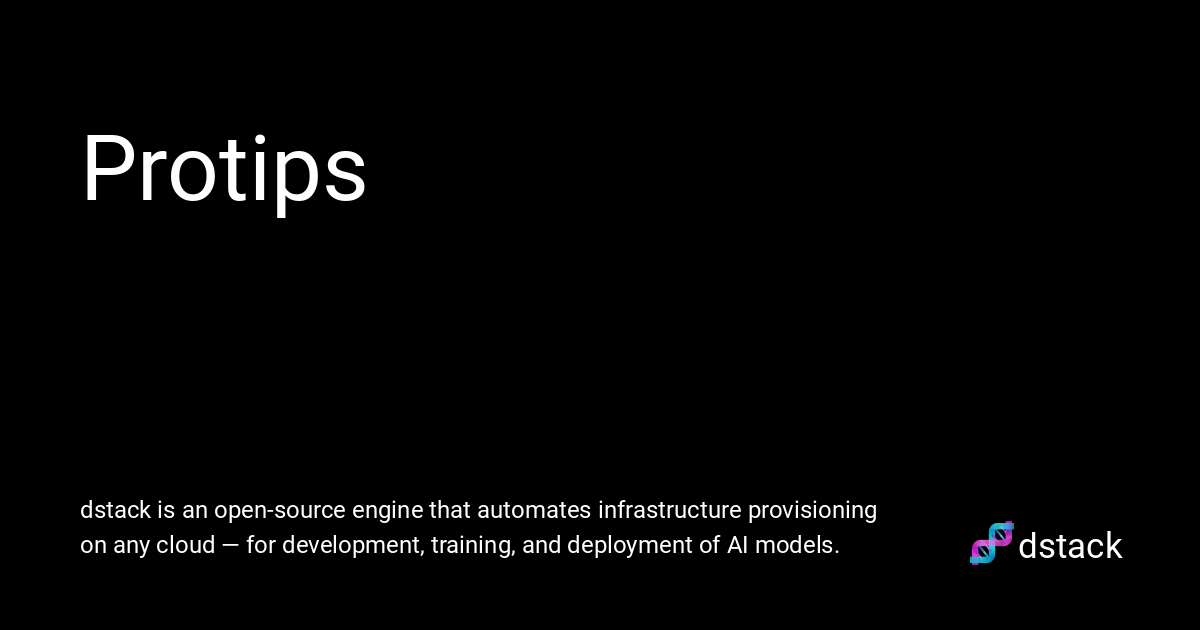 Protips
dstack is an open-source engine that automates infrastructure provisioning
on any cloud — for development, training, and deployment of AI models.
dstack